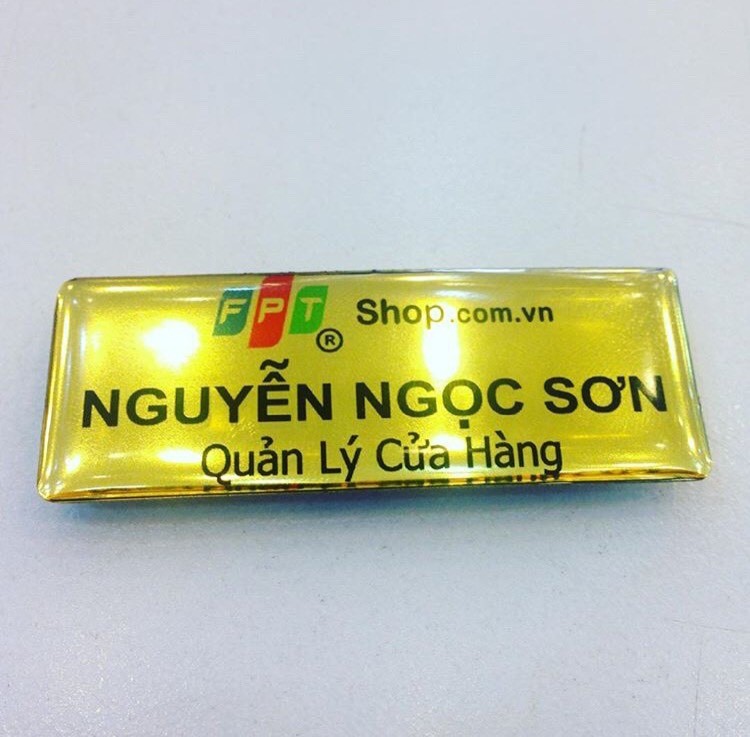 FPT ® Shop.com.vn
NGUYỄN NGỌC SƠN
Quản Lý Cửa Hàng